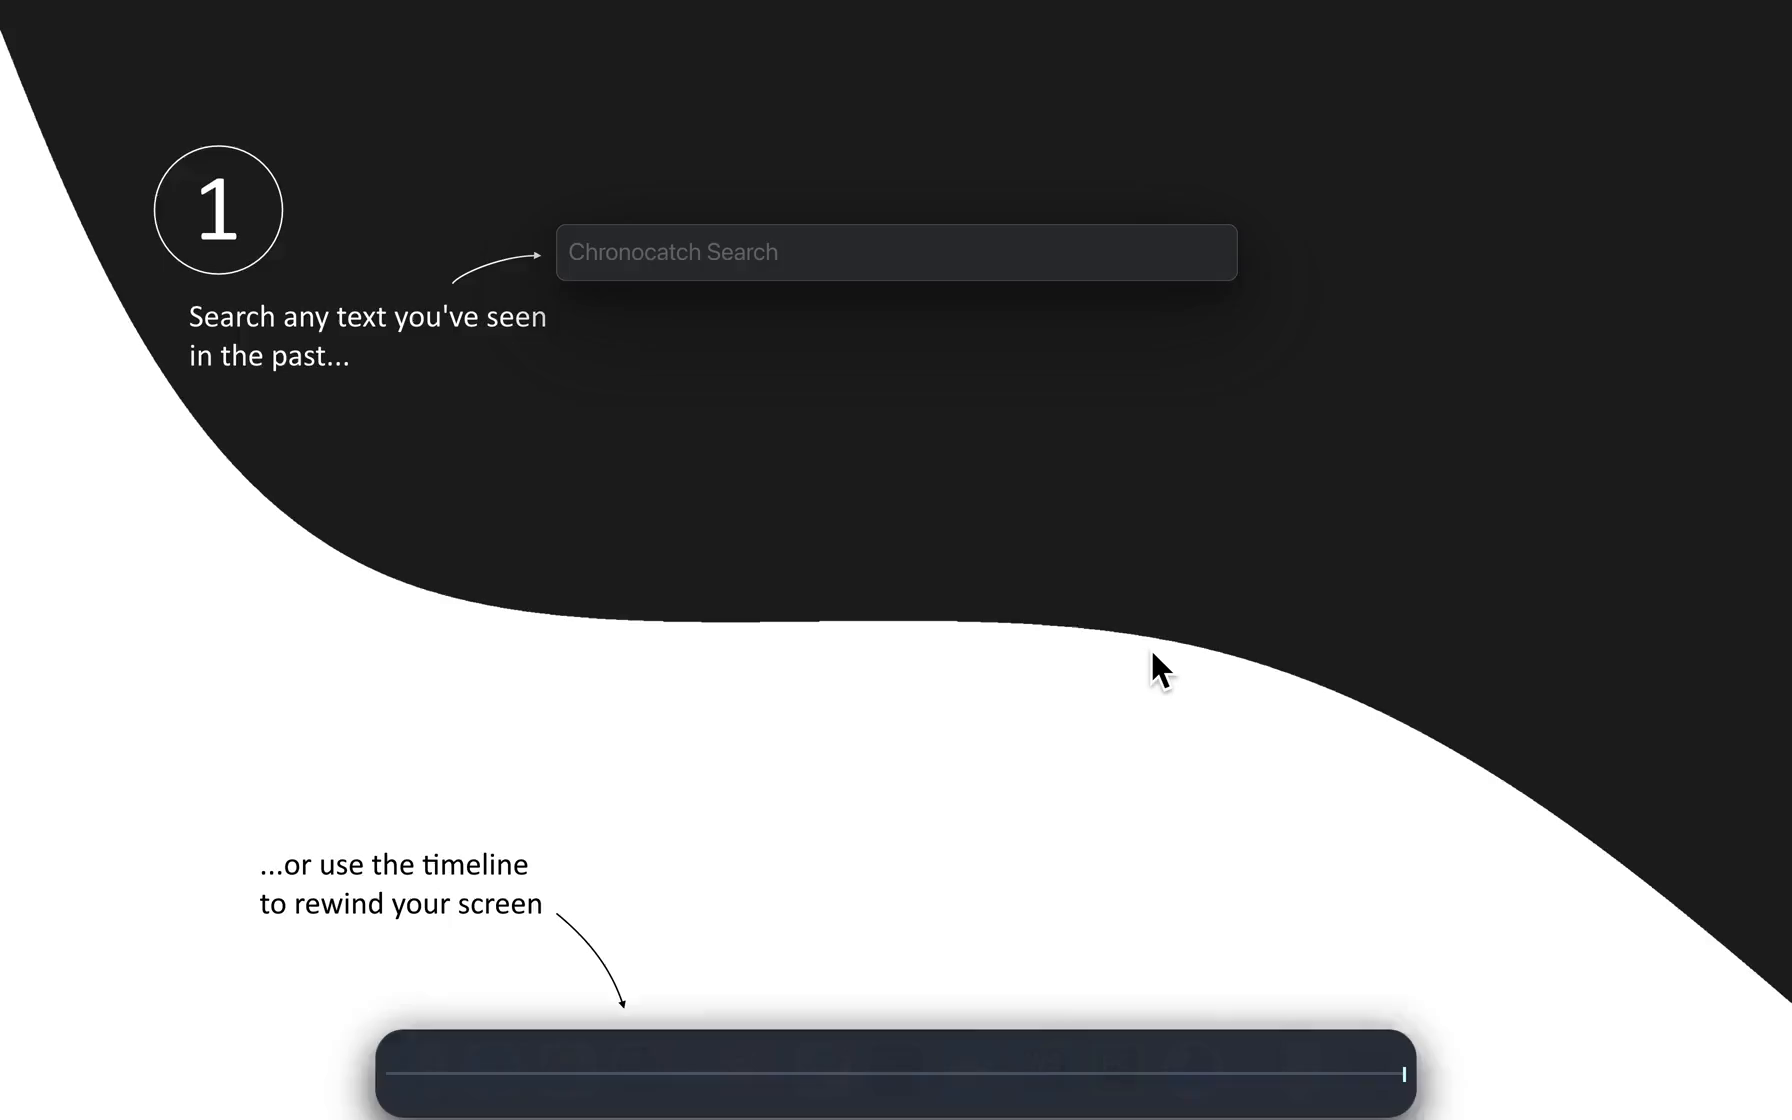 1
Chronocatch Search
Search any text you've seen
in the past...
...or use the timeline
to rewind your screen